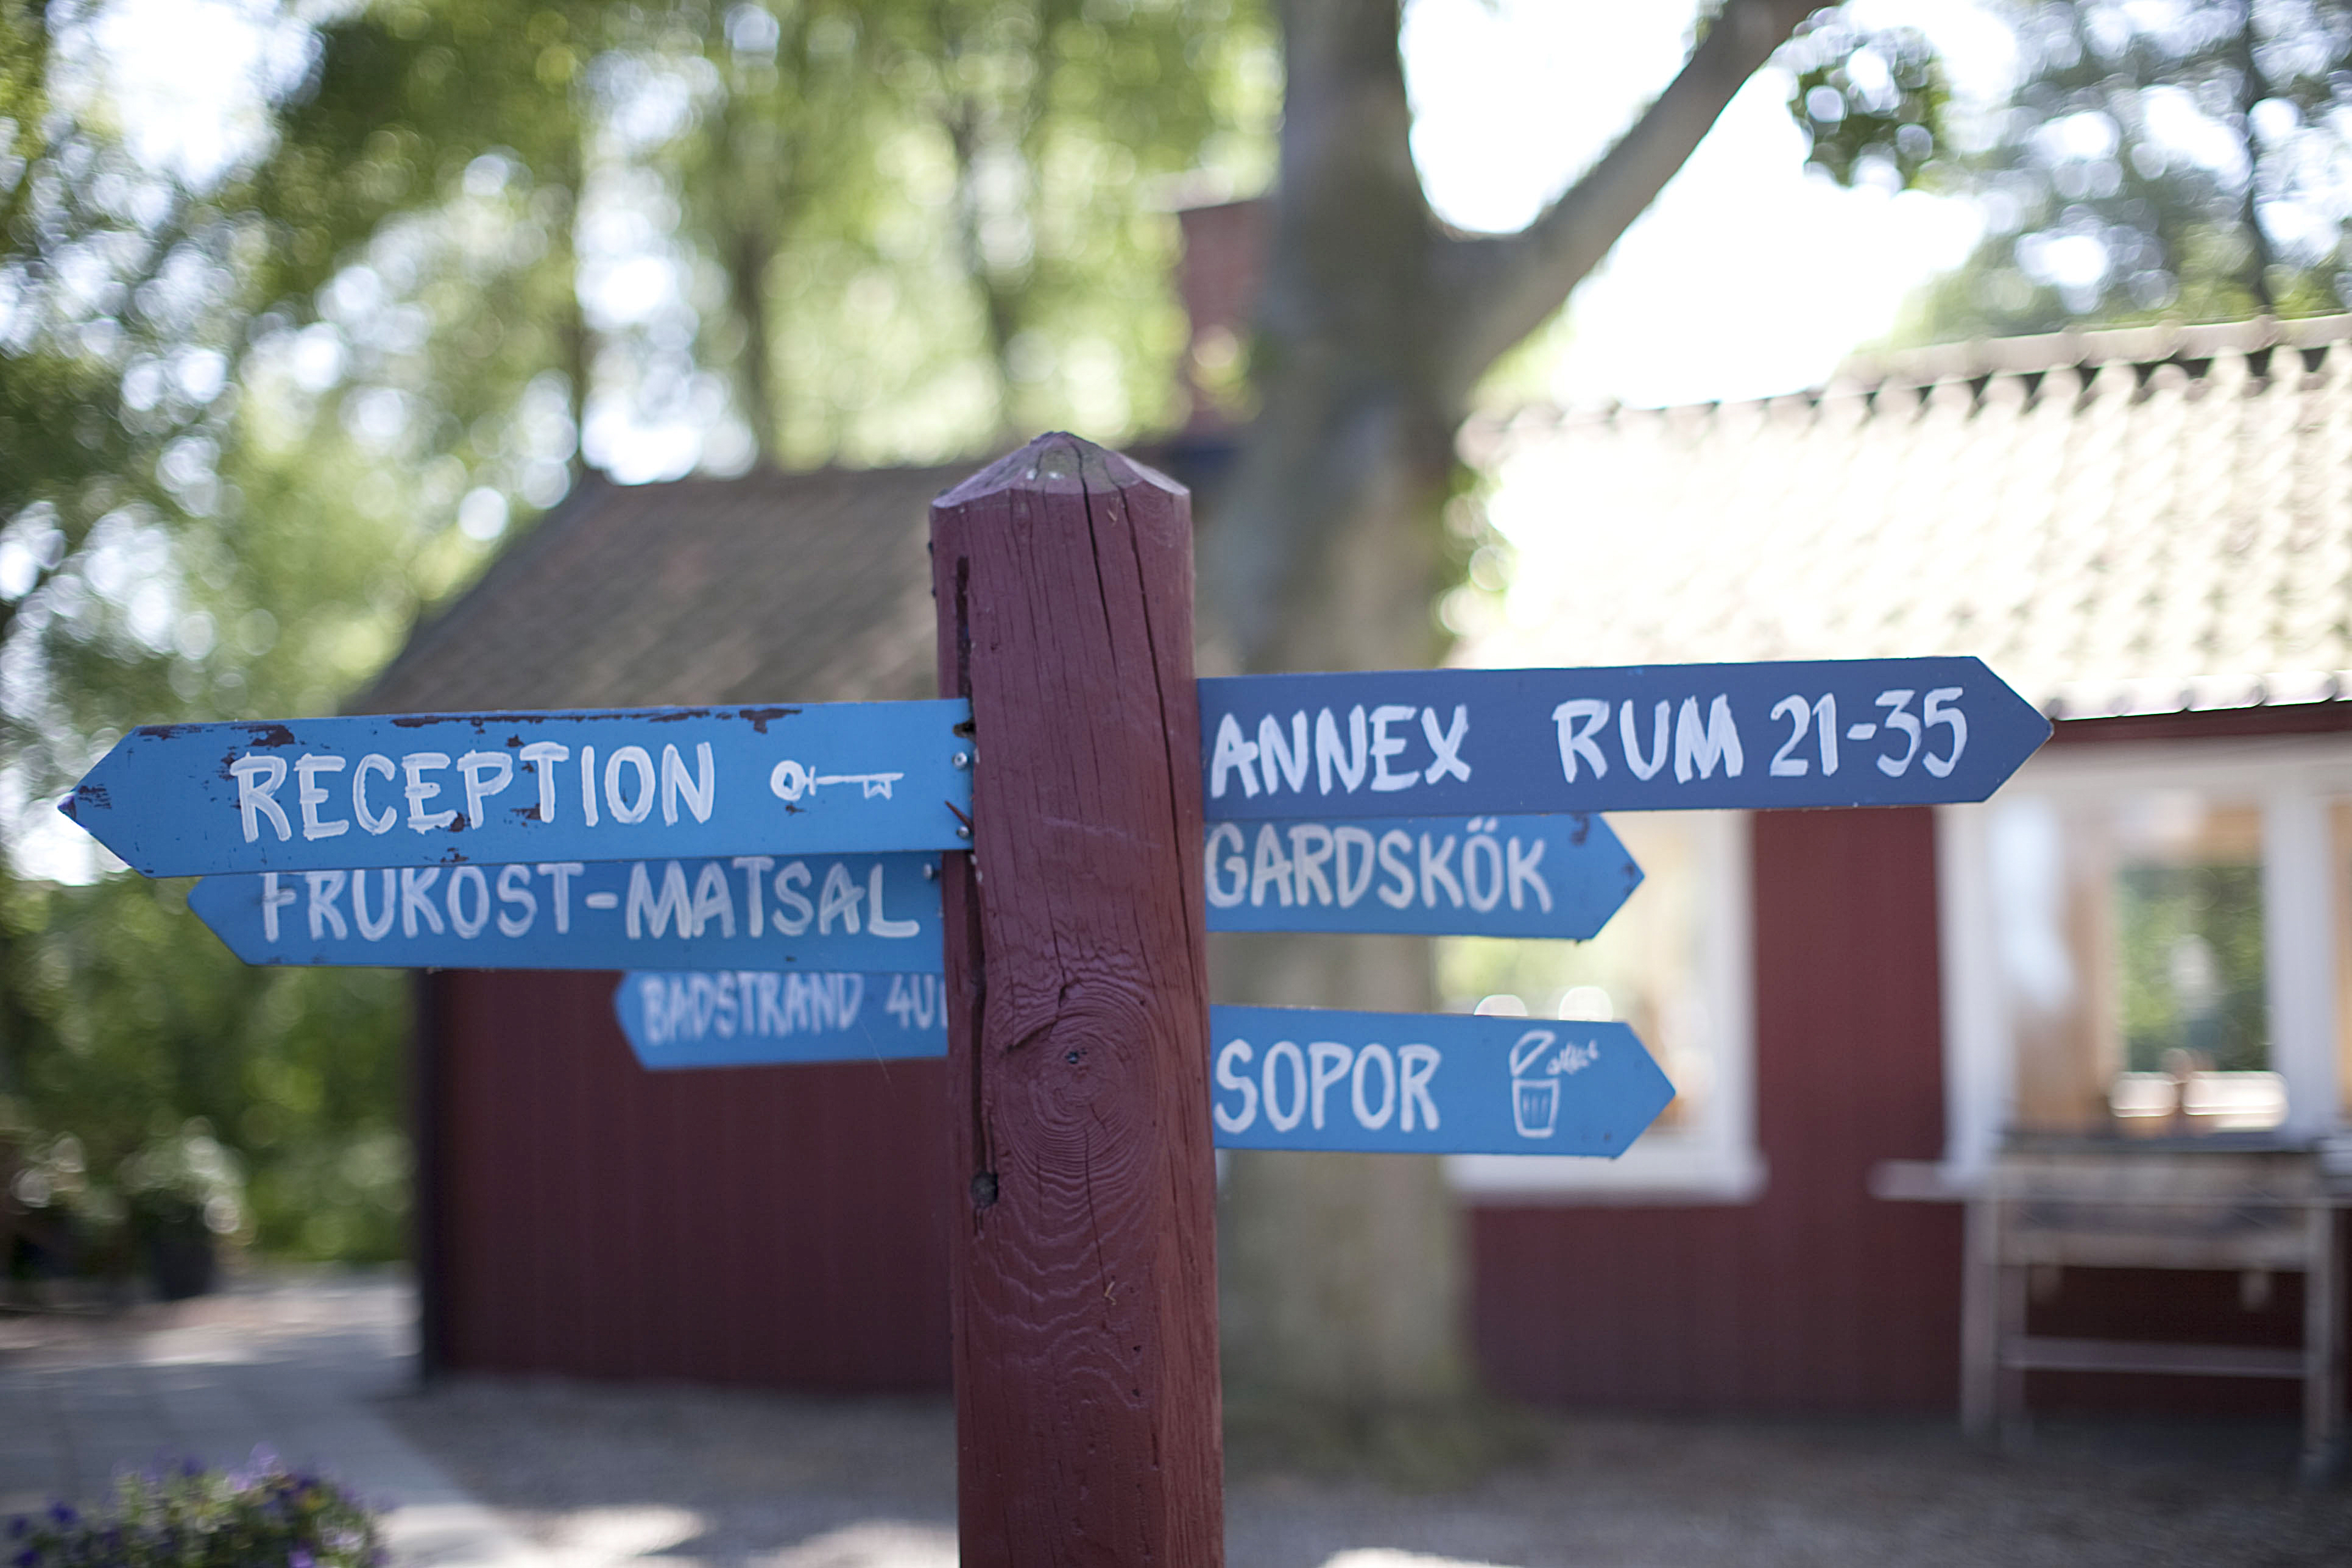 RECEPTION
FRUKOST-MATSAL
BADSTRAND
ANNEX RUM 21-35
GARDSKÖK
SOPOR